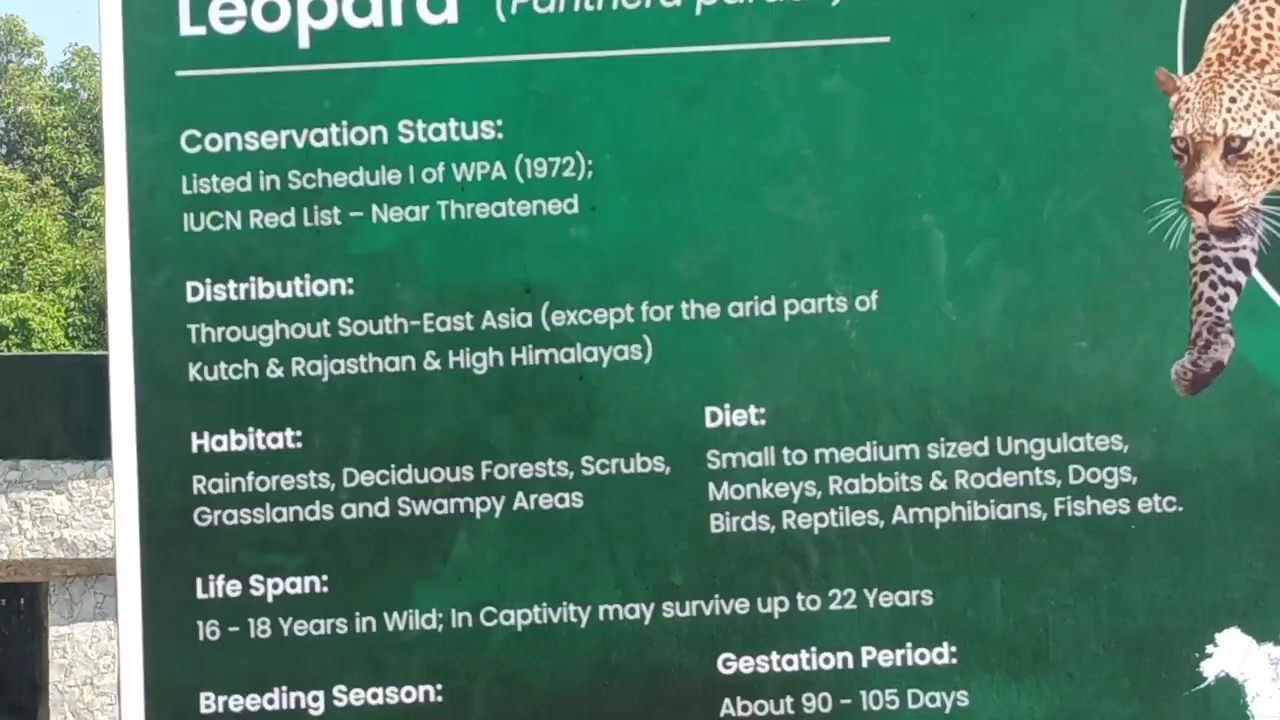 Leopard (Panthera pardus)
Conservation Status:
Listed in Schedule I of WPA (1972);
IUCN Red List – Near Threatened
Distribution:
Throughout South-East Asia (except for the arid parts of
Kutch & Rajasthan & High Himalayas)
Habitat:
Rainforests, Deciduous Forests, Scrubs,
Grasslands and Swampy Areas
Diet:
Small to medium sized Ungulates,
Monkeys, Rabbits & Rodents, Dogs,
Birds, Reptiles, Amphibians, Fishes etc.
Life Span:
16 - 18 Years in Wild; In Captivity may survive up to 22 Years
Breeding Season:
Gestation Period:
About 90 - 105 Days